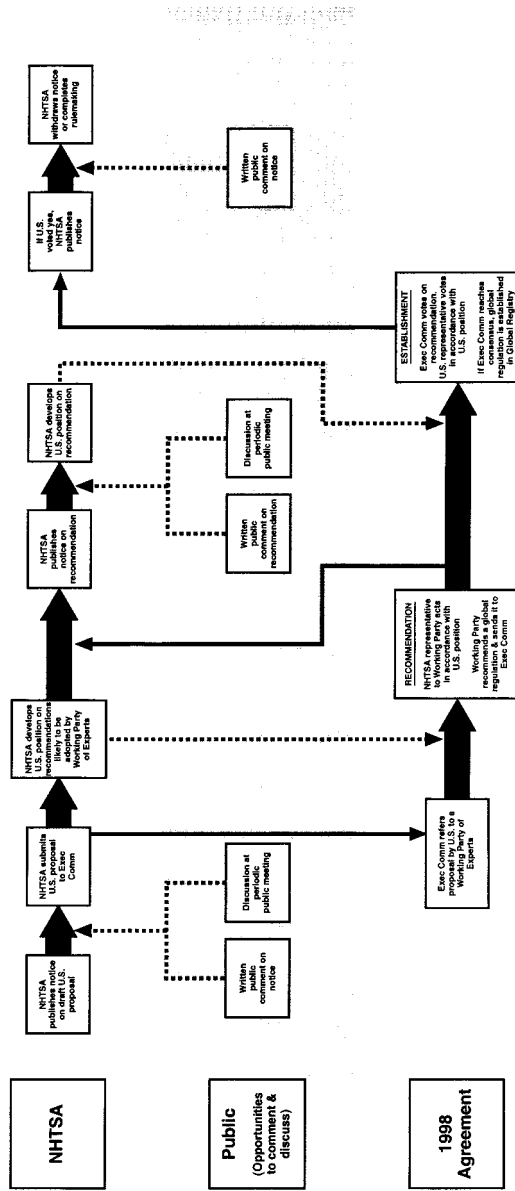 NHTSA
NHTSA
publishes notice
on draft U.S.
proposal
NHTSA submits
U.S. proposal
to Exec
Comm
NHTSA develops
U.S. position on
recommendations
likely to be
adopted by
Working Party
of Experts
NHTSA
publishes
notice on
recommendation
NHTSA develops
U.S. position on
recommendation
If U.S.
voted yes,
NHTSA
publishes
notice
NHTSA
withdraws notice
or completes
rulemaking
Public
(Opportunities
to comment &
discuss)
Written
public
comment on
notice
Discussion at
periodic
public meeting
Written
public
comment on
recommendation
Discussion at
periodic
public meeting
Written
public
comment on
notice
1998
Agreement
Exec Comm refers
proposal by U.S. to a
Working Party of
Experts
RECOMMENDATION
NHTSA representative
to Working Party acts
in accordance with
U.S. position
Working Party
recommends a global
regulation & sends it to
Exec Comm
ESTABLISHMENT
Exec Comm votes on
recommendation.
U.S. representative votes
in accordance with
U.S. position
If Exec Comm reaches
consensus, global
regulation is established
in Global Registry